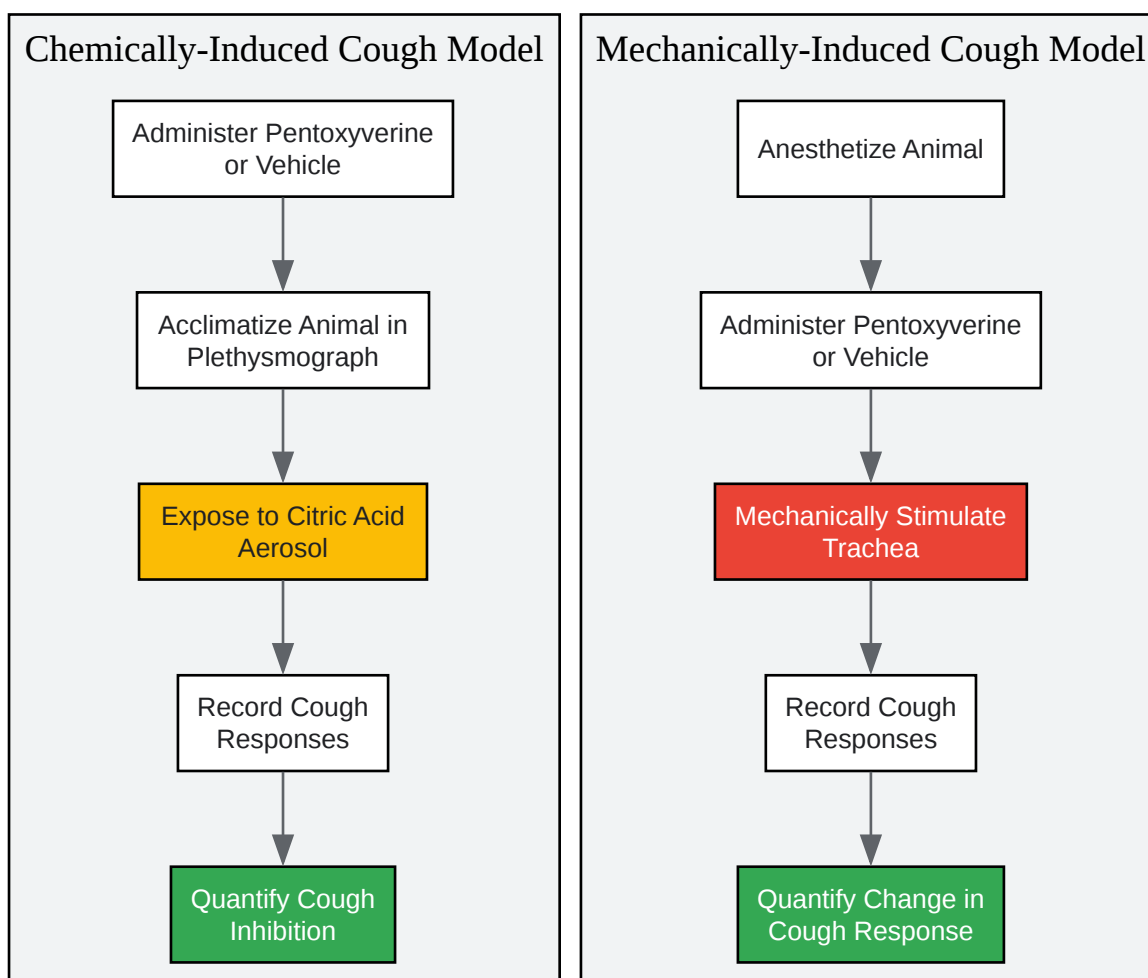 Chemically-Induced Cough Model
Administer Pentoxyverine
or Vehicle
Acclimatize Animal in
Plethysmograph
Expose to Citric Acid
Aerosol
Record Cough
Responses
Quantify Cough
Inhibition
Mechanically-Induced Cough Model
Anesthetize Animal
Administer Pentoxyverine
or Vehicle
Mechanically Stimulate
Trachea
Record Cough
Responses
Quantify Change in
Cough Response